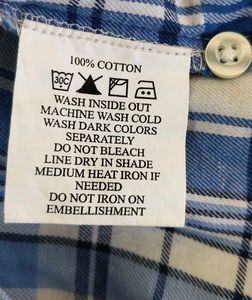 100% COTTON
30C
WASH INSIDE OUT
MACHINE WASH COLD
WASH DARK COLORS
SEPARATELY
DO NOT BLEACH
LINE DRY IN SHADE
MEDIUM HEAT IRON IF
NEEDED
DO NOT IRON ON
EMBELLISHMENT